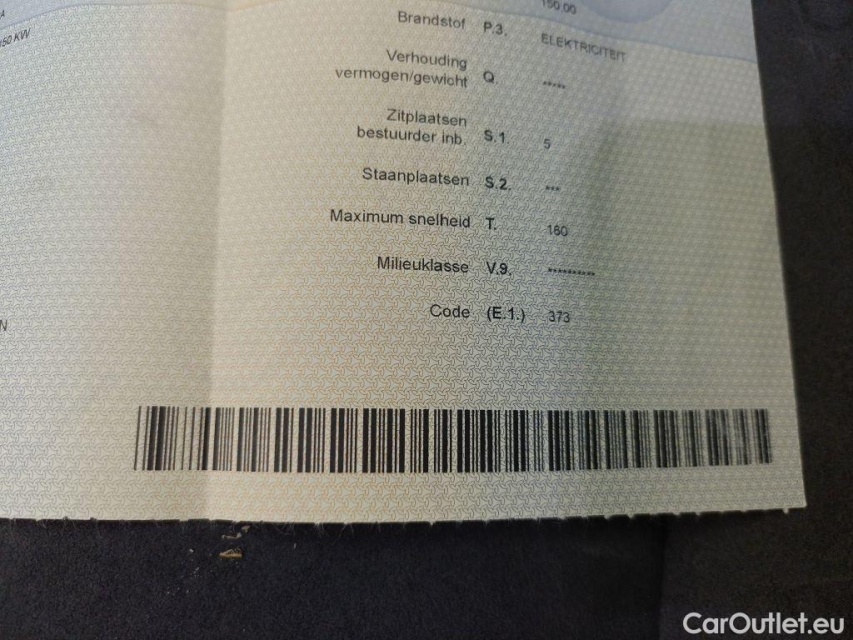 150.00
50 KW
Brandstof P.3. ELEKTRICITEIT
Verhouding
vermogen/gewicht Q. *****
Zitplaatsen
bestuurder inb. S.1. 5
Staanplaatsen S.2. ***
Maximum snelheid T. 160
Milieuklasse V.9. **********
Code (E.1.) 373
N
CarOutlet.eu